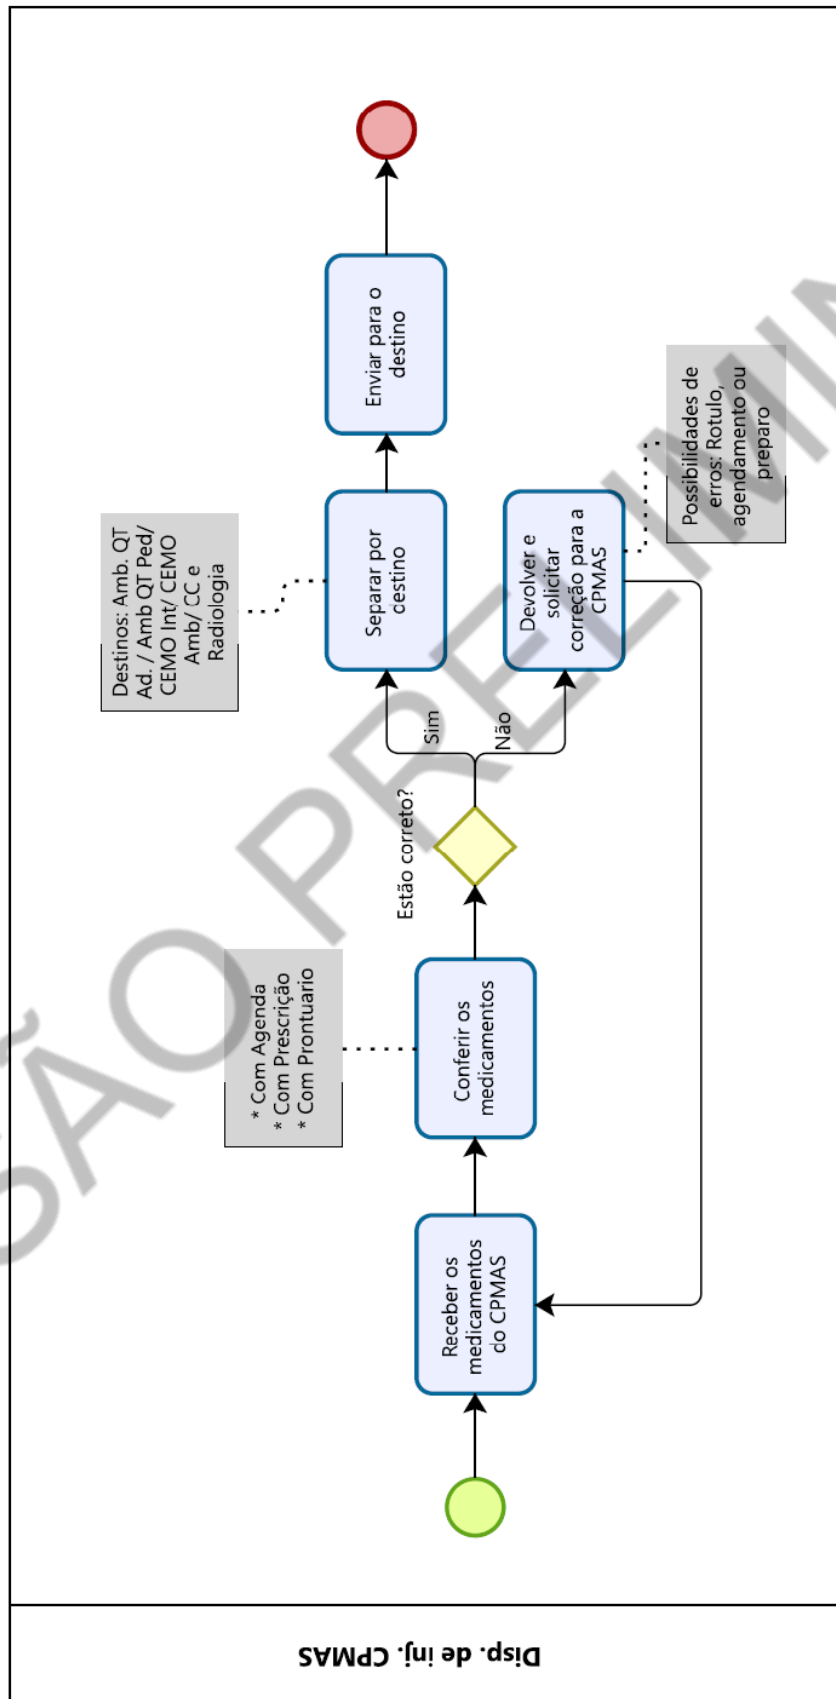 Disp. de inj. CPMAS
Receber os
medicamentos
do CPMAS
Conferir os
medicamentos
* Com Agenda
* Com Prescrição
* Com Prontuario
Estão correto?
Sim
Não
Separar por
destino
Destinos: Amb. QT
Ad. / Amb QT Ped/
CEMO Int/ CEMO
Amb/ CC e
Radiologia
Enviar para o
destino
Devolver e
solicitar
correção para a
CPMAS
Possibilidades de
erros: Rotulo,
agendamento ou
preparo
SÃO PRELIMIN